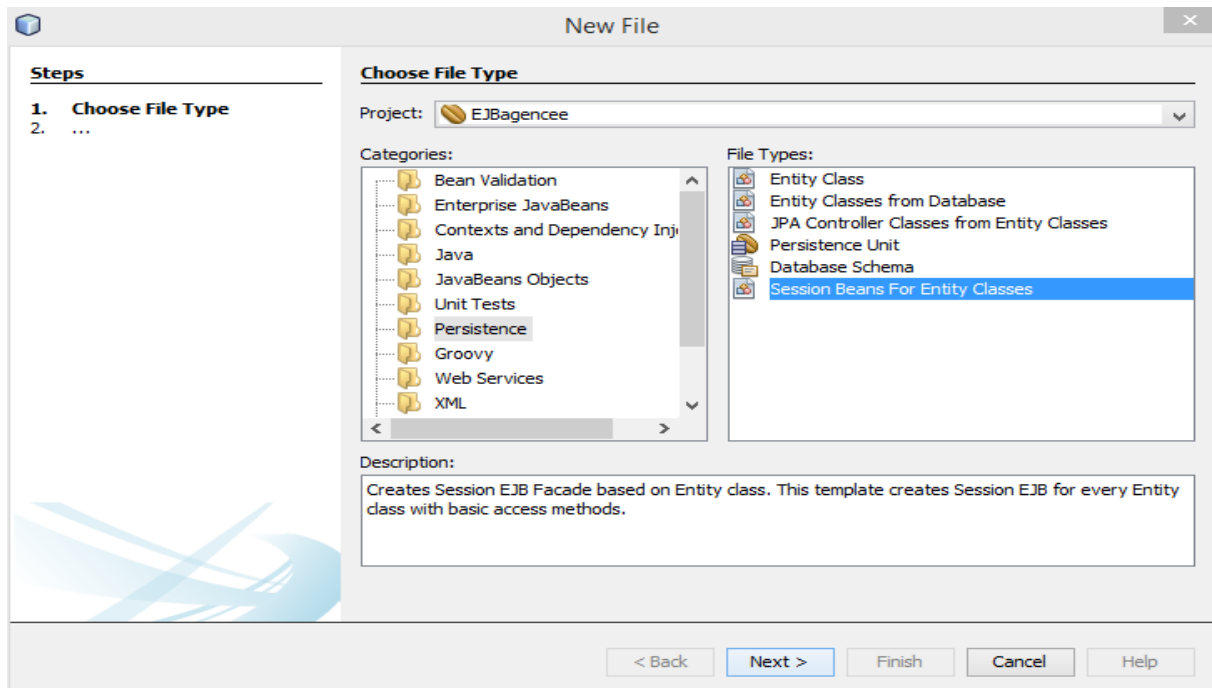 New File
Steps
1. Choose File Type
2. ...
Choose File Type
Project: EJBagencee
Categories:
Bean Validation
Enterprise JavaBeans
Contexts and Dependency Inj
Java
JavaBeans Objects
Unit Tests
Persistence
Groovy
Web Services
XML
File Types:
Entity Class
Entity Classes from Database
JPA Controller Classes from Entity Classes
Persistence Unit
Database Schema
Session Beans For Entity Classes
Description:
Creates Session EJB Facade based on Entity class. This template creates Session EJB for every Entity
class with basic access methods.
< Back Next > Finish Cancel Help